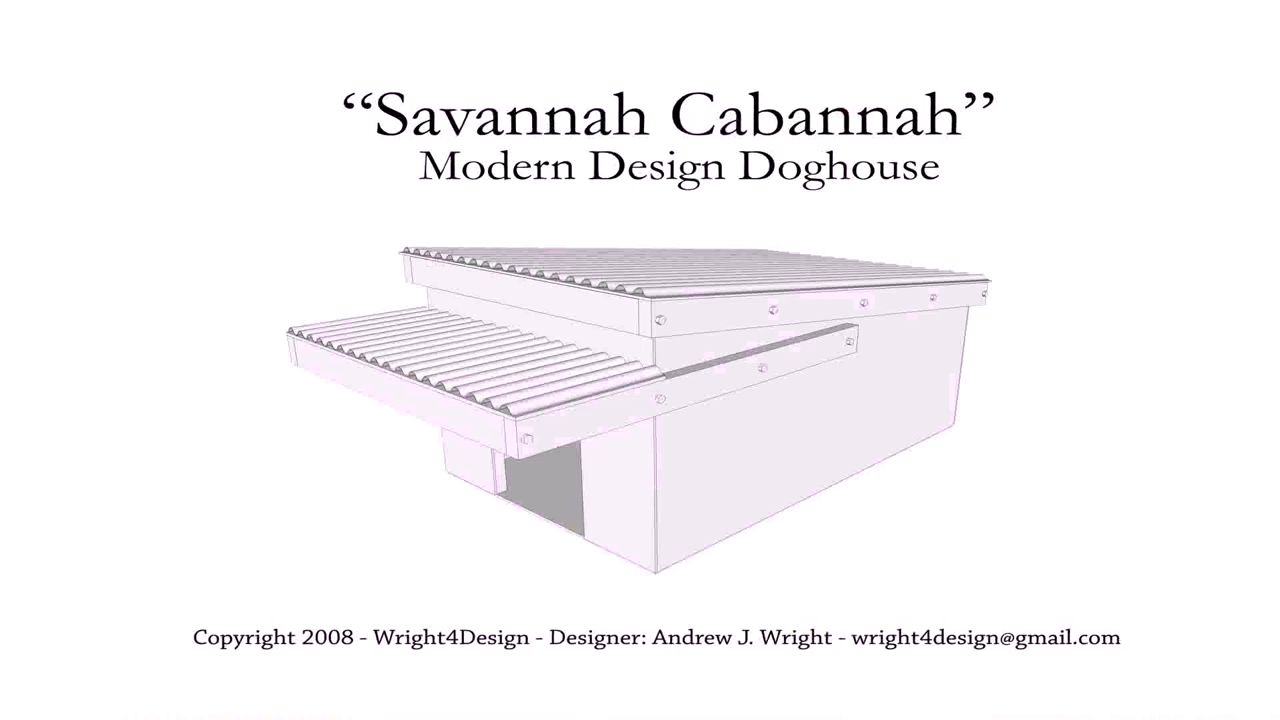 “Savannah Cabannah”
Modern Design Doghouse
Copyright 2008 - Wright4Design - Designer: Andrew J. Wright - wright4design@gmail.com